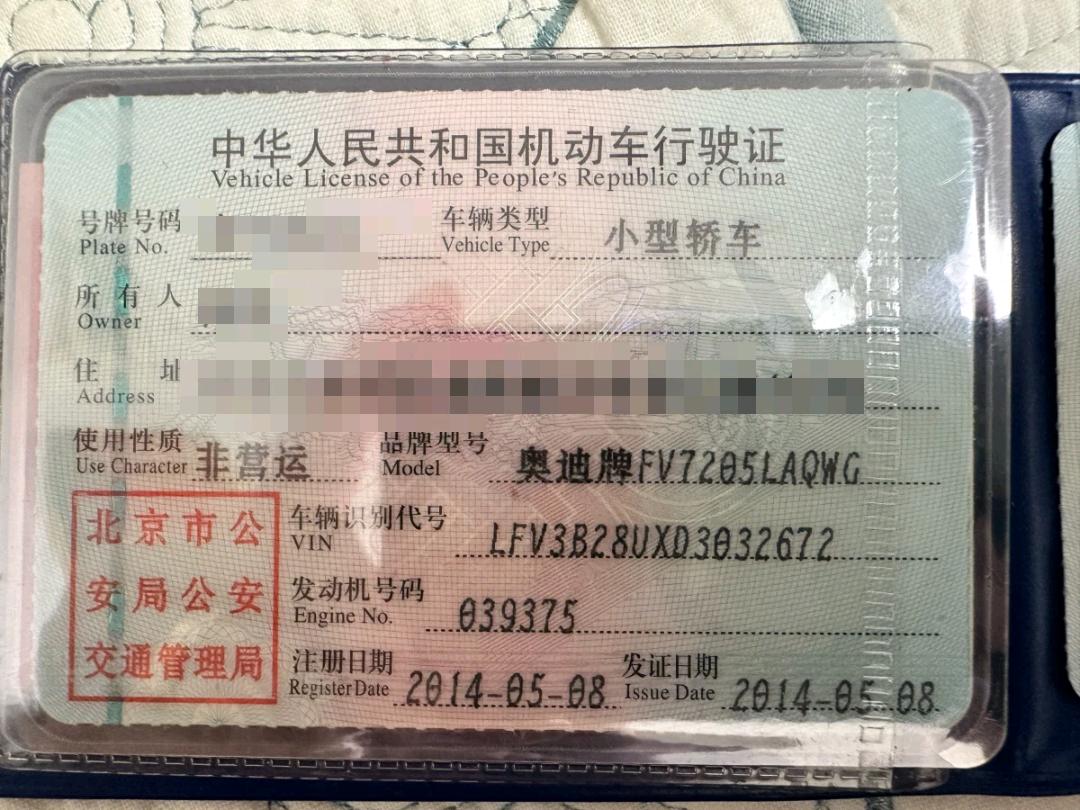 中华人民共和国机动车行驶证
Vehicle License of the People's Republic of China
号牌号码
Plate No.
车辆类型 小型轿车
Vehicle Type
所有人
Owner
住址
Address
使用性质 非营运
Use Character
品牌型号 奥迪牌FV7205LAQWG
Model
北京市公
安局公安
交通管理局
车辆识别代号 LFV3B28UXD3032672
VIN
发动机号码 039375
Engine No.
注册日期 2014-05-08
Register Date
发证日期 2014-05-08
Issue Date